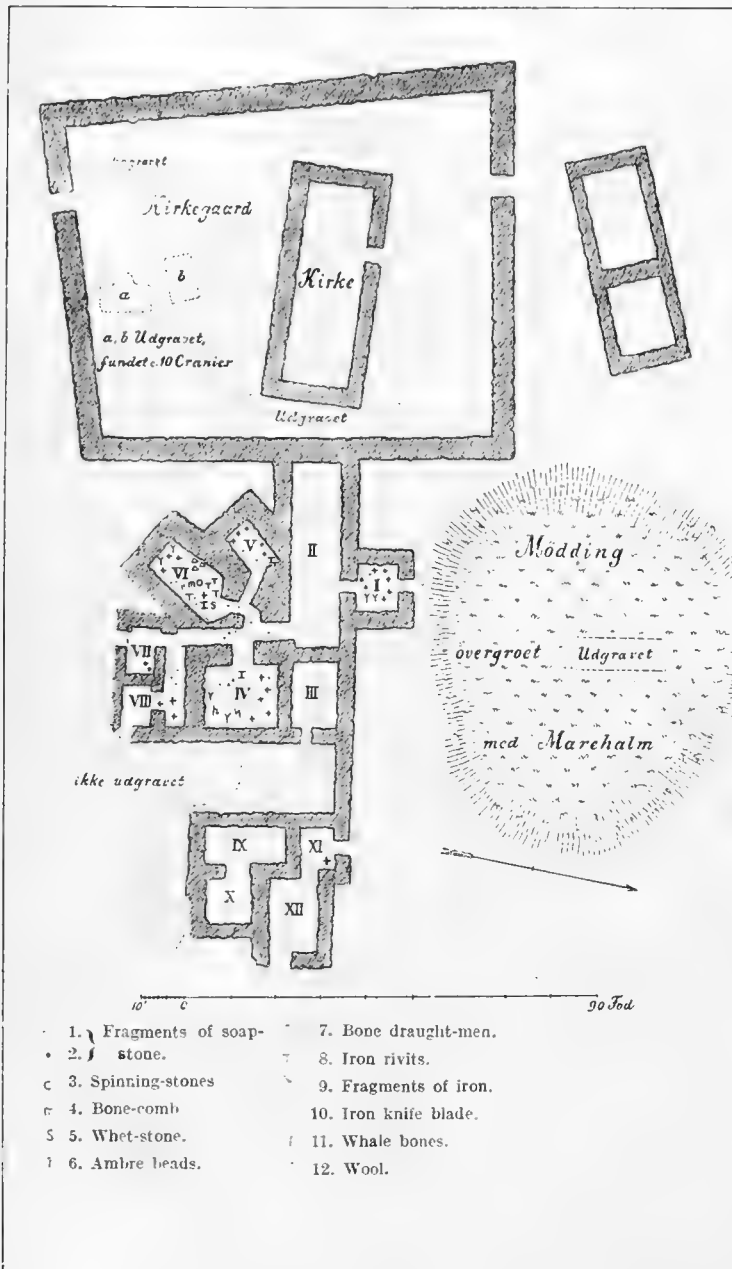 Kirkegaard
a
b
Kirke
a, b Udgravet,
fundet c. 10 Cranier
Udgravet
V
II
VI
I
VII
IV
III
VIII
Mödding
overgroet Udgravet
med Marehalm
ikke udgravet
IX
XI
X
XII
10' 0 90 Fod
1. } Fragments of soap-
2. } stone.
3. Spinning-stones
4. Bone-comb
S 5. Whet-stone.
6. Ambre beads.
7. Bone draught-men.
8. Iron rivits.
9. Fragments of iron.
10. Iron knife blade.
11. Whale bones.
12. Wool.